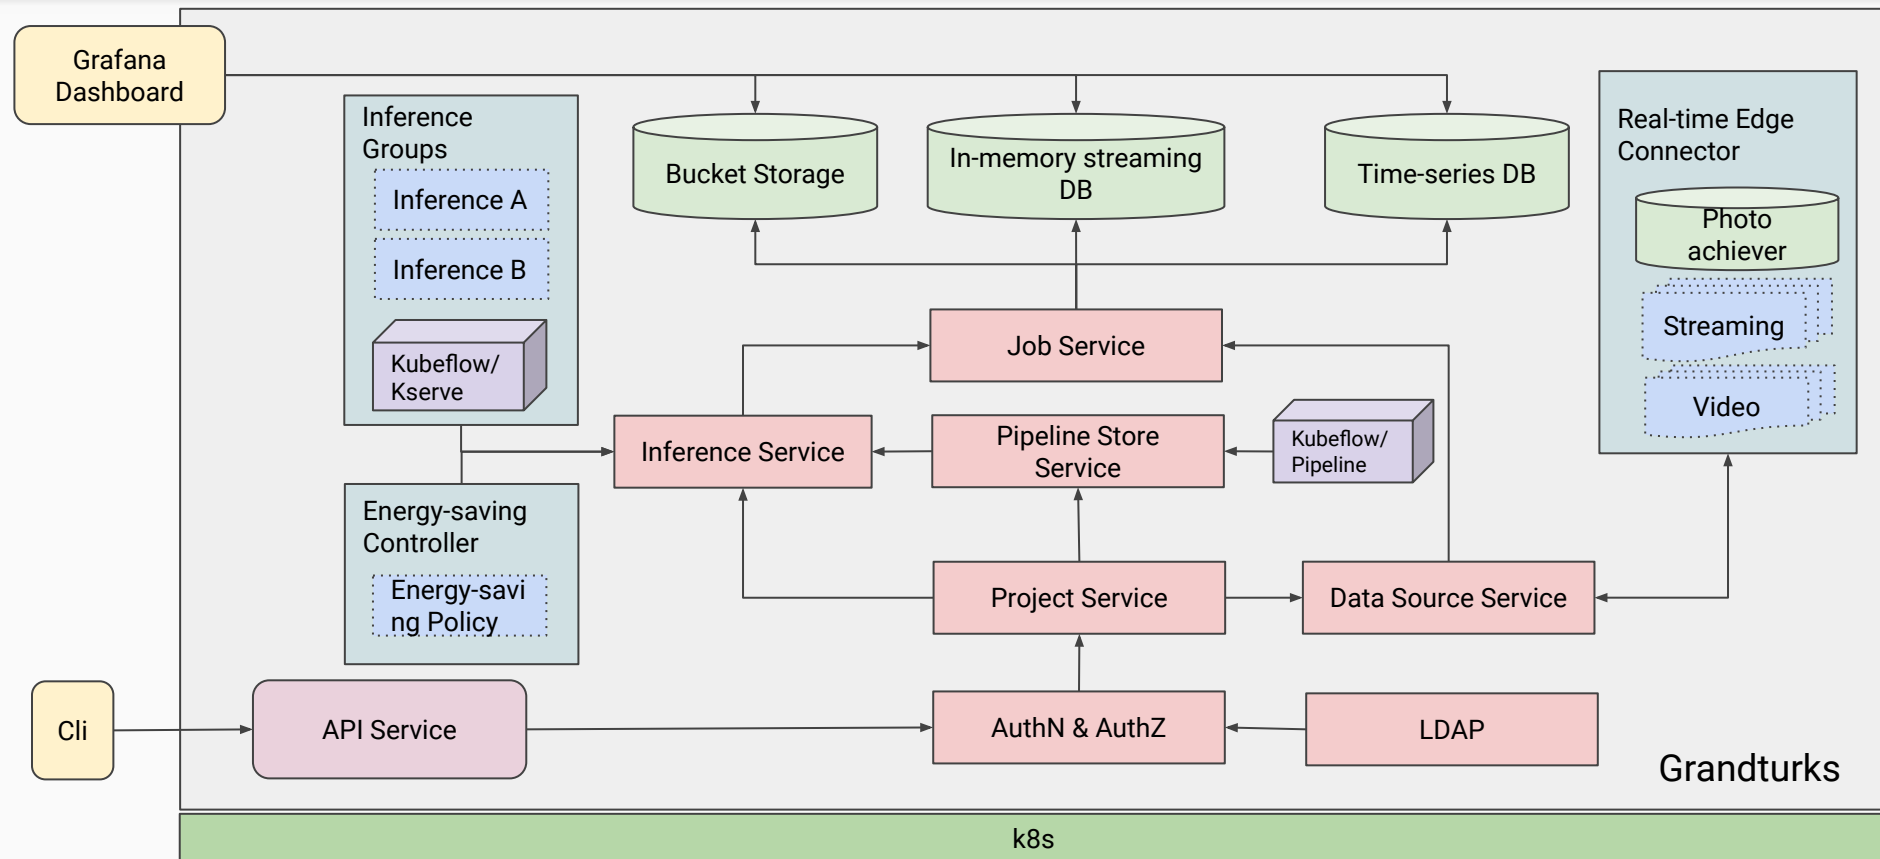 Grafana
Dashboard
Inference
Groups
Inference A
Inference B
Kubeflow/
Kserve
Bucket Storage
In-memory streaming
DB
Time-series DB
Real-time Edge
Connector
Photo
achiever
Streaming
Video
Job Service
Inference Service
Pipeline Store
Service
Kubeflow/
Pipeline
Energy-saving
Controller
Energy-savi
ng Policy
Project Service
Data Source Service
Cli
API Service
AuthN & AuthZ
LDAP
Grandturks
k8s